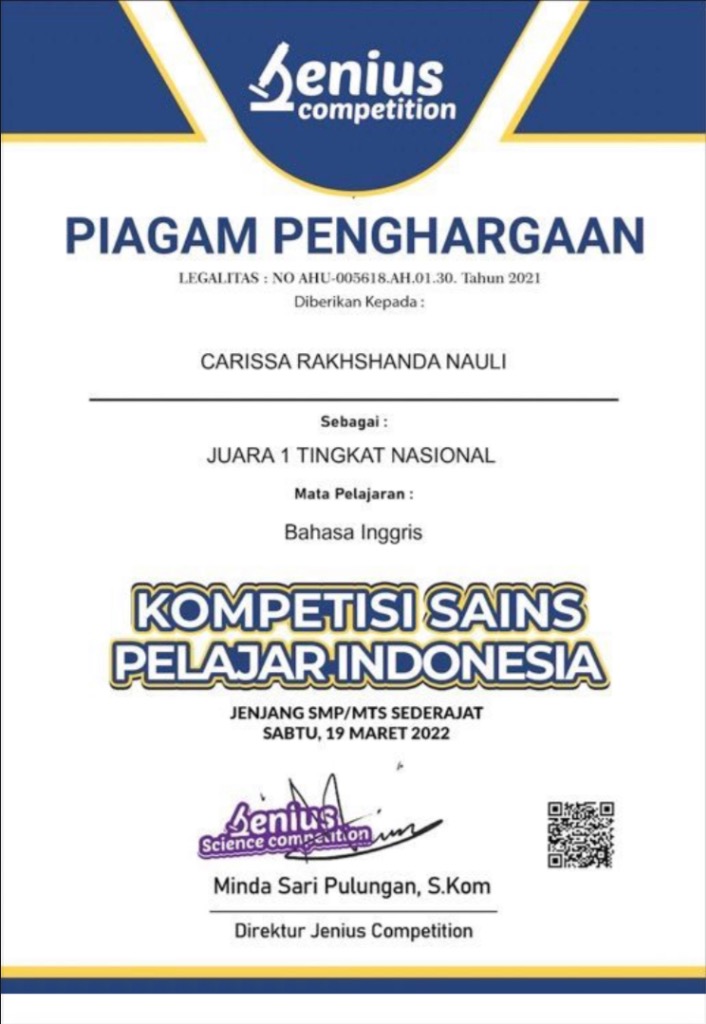 Jenius
competition
PIAGAM PENGHARGAAN
LEGALITAS : NO AHU-005618.AH.01.30. Tahun 2021
Diberikan Kepada :
CARISSA RAKHSHANDA NAULI
Sebagai :
JUARA 1 TINGKAT NASIONAL
Mata Pelajaran :
Bahasa Inggris
KOMPETISI SAINS
PELAJAR INDONESIA
JENJANG SMP/MTS SEDERAJAT
SABTU, 19 MARET 2022
Jenius
Science competition
Minda Sari Pulungan, S.Kom
Direktur Jenius Competition